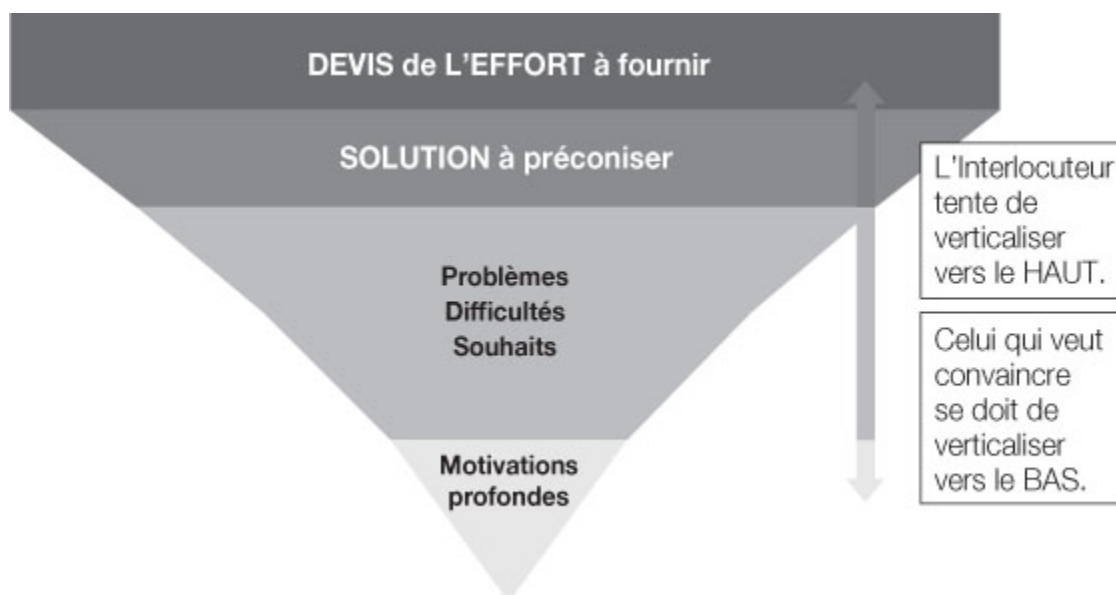 DEVIS de L'EFFORT à fournir
SOLUTION à préconiser
Problèmes
Difficultés
Souhaits
Motivations
profondes
L'Interlocuteur
tente de
verticaliser
vers le HAUT.
Celui qui veut
convaincre
se doit de
verticaliser
vers le BAS.